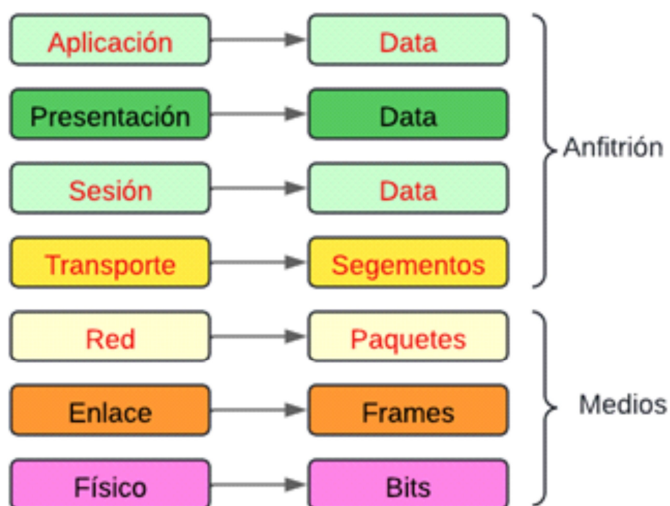 Aplicación Data
Presentación Data
Anfitrión
Sesión Data
Transporte Segementos
Red Paquetes
Enlace Frames
Medios
Físico Bits